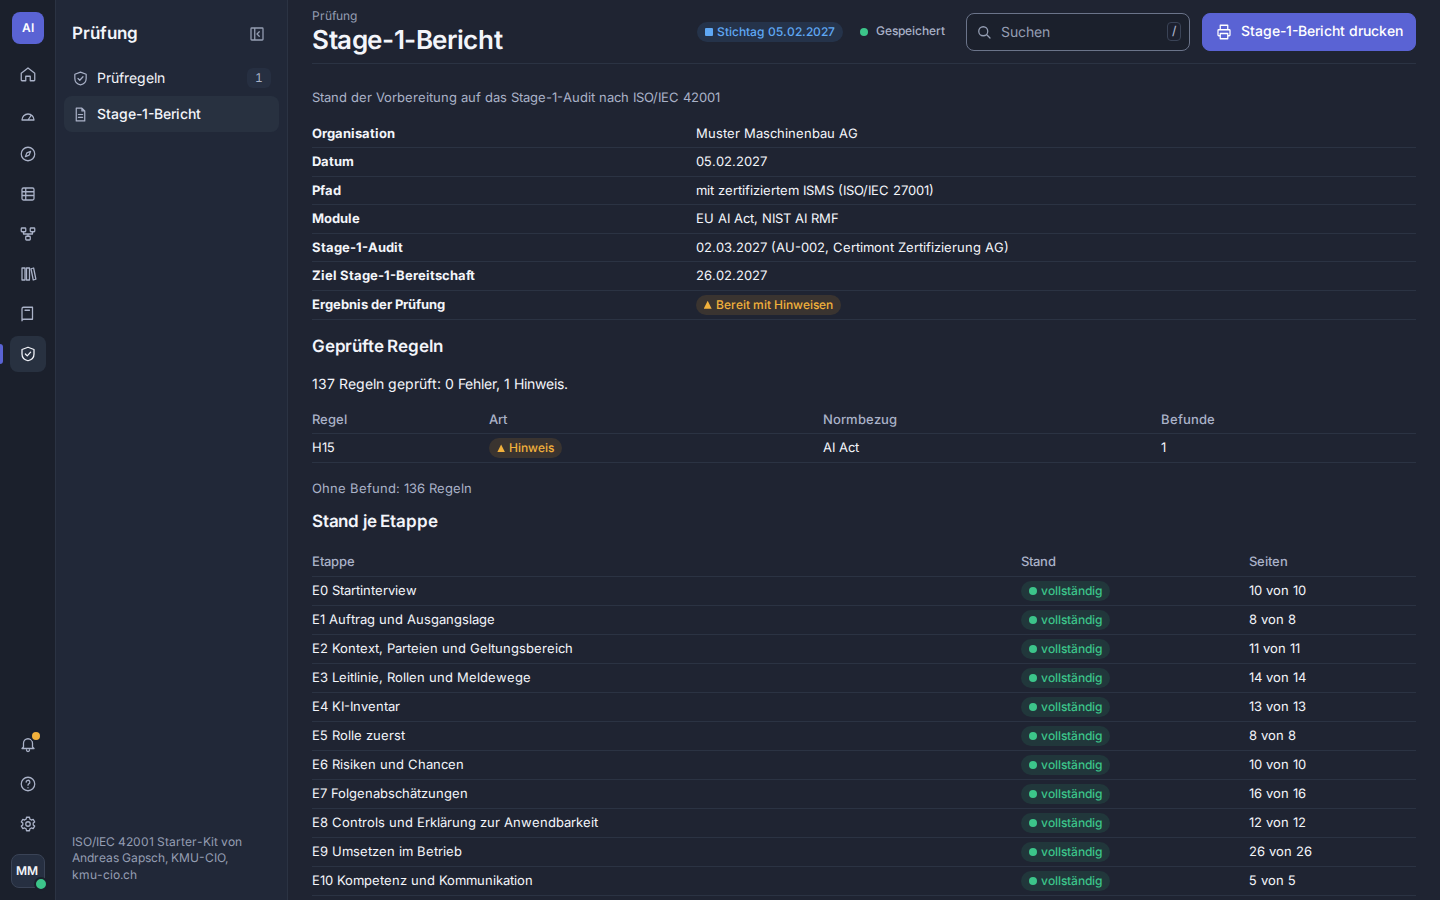 AI
Prüfung
Prüfregeln 1
Stage-1-Bericht
ISO/IEC 42001 Starter-Kit von
Andreas Gapsch, KMU-CIO,
kmu-cio.ch
MM
Prüfung
Stage-1-Bericht
Stichtag 05.02.2027
Gespeichert
Suchen /
Stage-1-Bericht drucken
Stand der Vorbereitung auf das Stage-1-Audit nach ISO/IEC 42001
Organisation Muster Maschinenbau AG
Datum 05.02.2027
Pfad mit zertifiziertem ISMS (ISO/IEC 27001)
Module EU AI Act, NIST AI RMF
Stage-1-Audit 02.03.2027 (AU-002, Certimont Zertifizierung AG)
Ziel Stage-1-Bereitschaft 26.02.2027
Ergebnis der Prüfung Bereit mit Hinweisen
Geprüfte Regeln
137 Regeln geprüft: 0 Fehler, 1 Hinweis.
Regel Art Normbezug Befunde
H15 Hinweis AI Act 1
Ohne Befund: 136 Regeln
Stand je Etappe
Etappe Stand Seiten
E0 Startinterview vollständig 10 von 10
E1 Auftrag und Ausgangslage vollständig 8 von 8
E2 Kontext, Parteien und Geltungsbereich vollständig 11 von 11
E3 Leitlinie, Rollen und Meldewege vollständig 14 von 14
E4 KI-Inventar vollständig 13 von 13
E5 Rolle zuerst vollständig 8 von 8
E6 Risiken und Chancen vollständig 10 von 10
E7 Folgenabschätzungen vollständig 16 von 16
E8 Controls und Erklärung zur Anwendbarkeit vollständig 12 von 12
E9 Umsetzen im Betrieb vollständig 26 von 26
E10 Kompetenz und Kommunikation vollständig 5 von 5